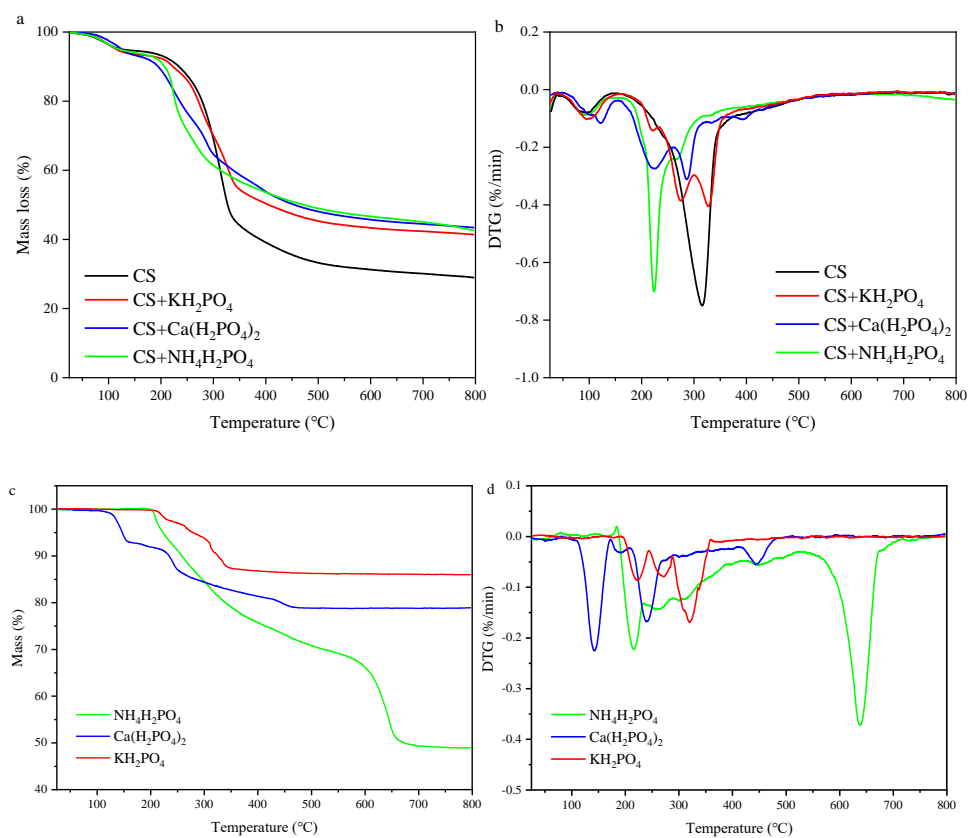 a
100
80
60
40
20
0
Mass loss (%)
CS
CS+KH₂PO₄
CS+Ca(H₂PO₄)₂
CS+NH₄H₂PO₄
100 200 300 400 500 600 700 800
Temperature (℃)
b
0.0
-0.2
-0.4
-0.6
-0.8
-1.0
DTG (%/min)
CS
CS+KH₂PO₄
CS+Ca(H₂PO₄)₂
CS+NH₄H₂PO₄
100 200 300 400 500 600 700 800
Temperature (℃)
c
100
90
80
70
60
50
40
Mass (%)
NH₄H₂PO₄
Ca(H₂PO₄)₂
KH₂PO₄
100 200 300 400 500 600 700 800
Temperature (℃)
d
0.1
0.0
-0.1
-0.2
-0.3
-0.4
-0.5
DTG (%/min)
NH₄H₂PO₄
Ca(H₂PO₄)₂
KH₂PO₄
100 200 300 400 500 600 700 800
Temperature (℃)